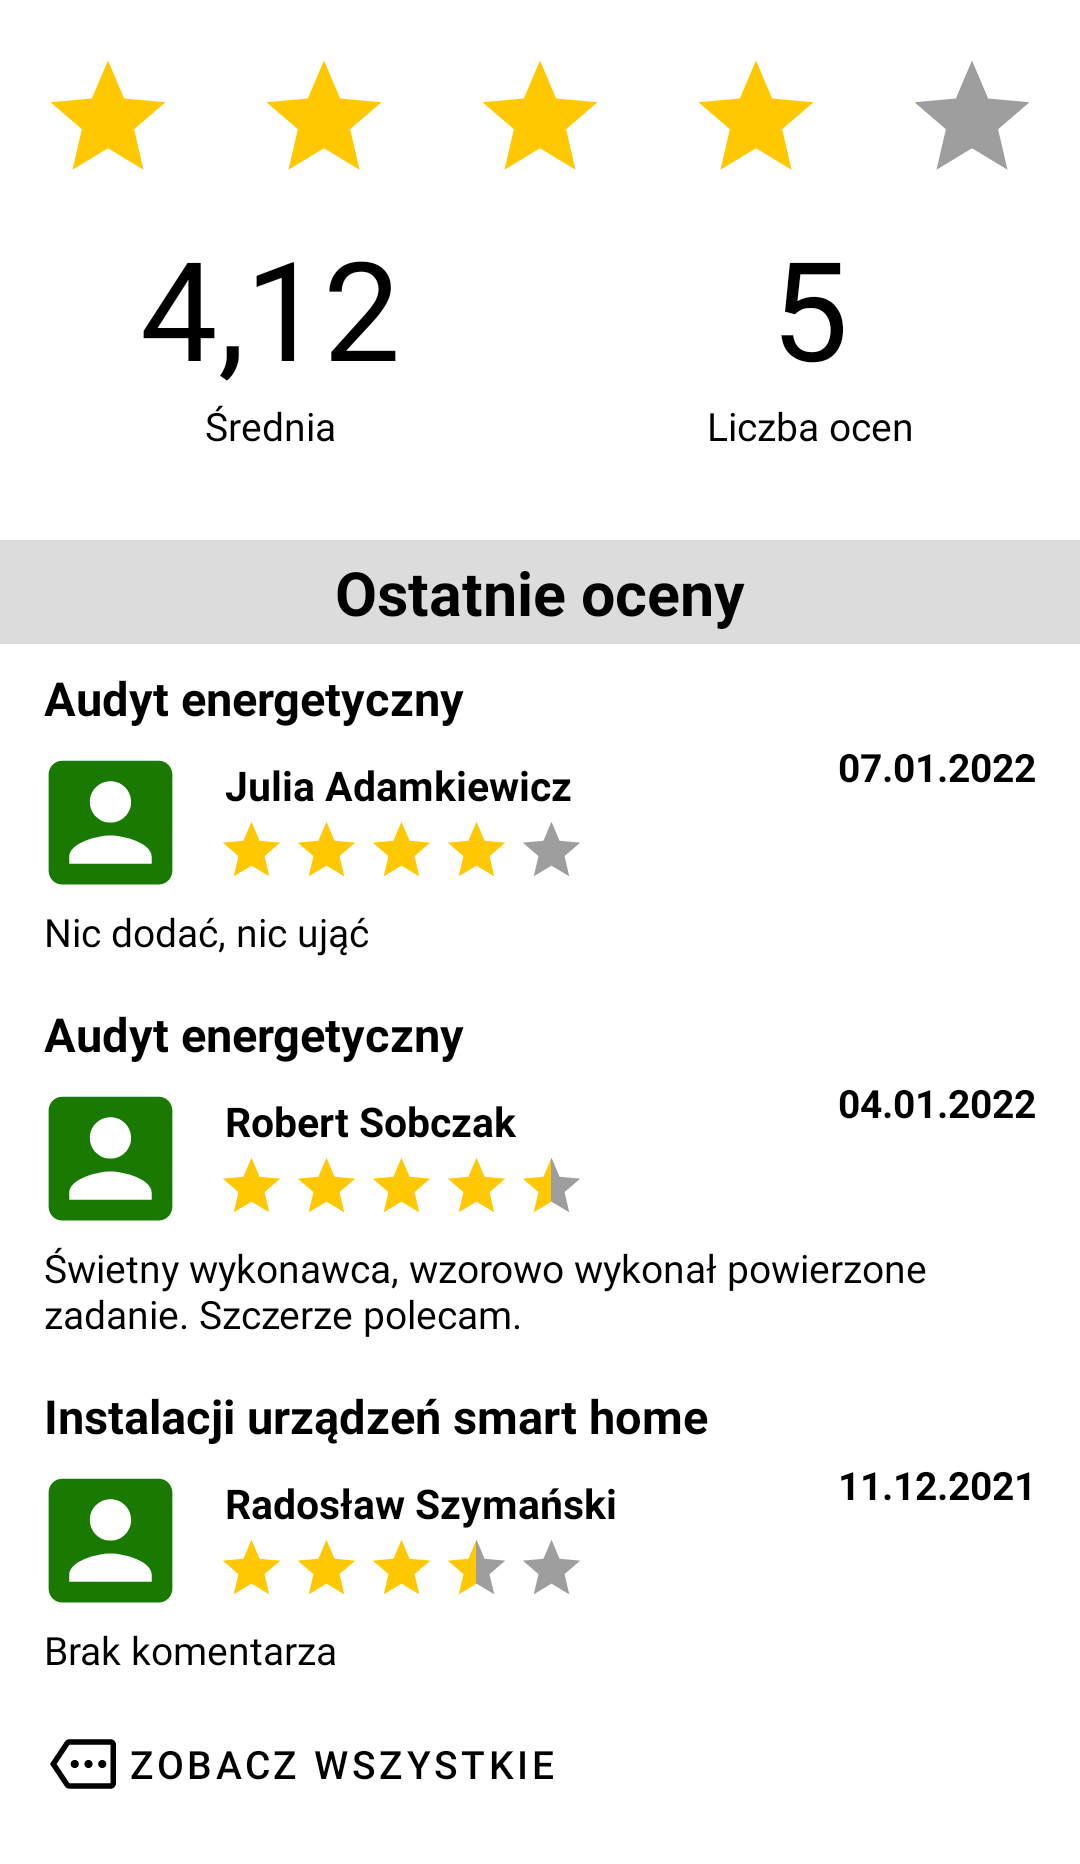 4,12
5
Średnia
Liczba ocen
Ostatnie oceny
Audyt energetyczny
Julia Adamkiewicz
07.01.2022
Nic dodać, nic ująć
Audyt energetyczny
Robert Sobczak
04.01.2022
Świetny wykonawca, wzorowo wykonał powierzone
zadanie. Szczerze polecam.
Instalacji urządzeń smart home
Radosław Szymański
11.12.2021
Brak komentarza
ZOBACZ WSZYSTKIE